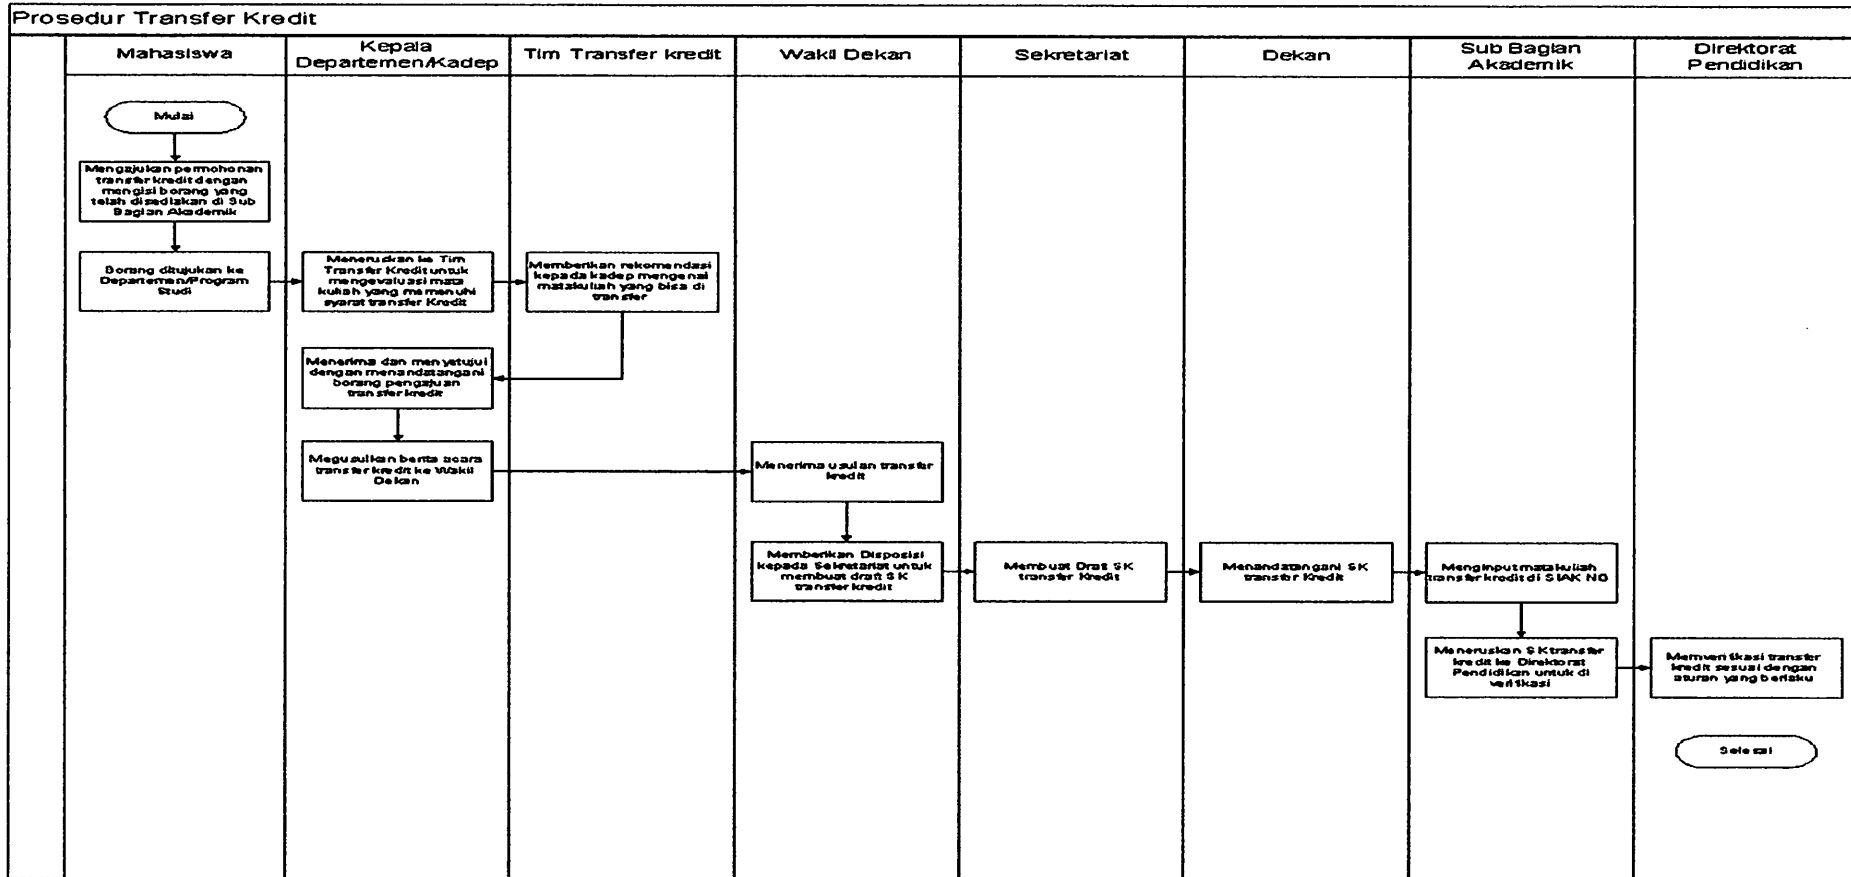 Prosedur Transfer Kredit
Mahasiswa
Kepala
Departemen/Kadep
Tim Transfer kredit
Wakil Dekan
Sekretariat
Dekan
Sub Bagian
Akademik
Direktorat
Pendidikan
Mulai
Mengajukan permohonan
transfer kredit dengan
mengisi borang yang
telah disediakan di Sub
Bagian Akademik
Borang ditujukan ke
Departemen/Program
Studi
Meneruskan ke Tim
Transfer Kredit untuk
mengevaluasi mata
kuliah yang memenuhi
syarat transfer Kredit
Memberikan rekomendasi
kepada kadep mengenai
matakuliah yang bisa di
transfer
Menerima dan menyetujui
dengan menandatangani
borang pengajuan
transfer kredit
Megusulkan berita acara
transfer kredit ke Wakil
Dekan
Menerima usulan transfer
kredit
Memberikan Disposisi
kepada Sekretariat untuk
membuat draft SK
transfer kredit
Membuat Draft SK
transfer Kredit
Menandatangani SK
transfer Kredit
Menginput matakuliah
transfer kredit di SIAK NG
Meneruskan SK transfer
kredit ke Direktorat
Pendidikan untuk di
verifikasi
Memverifikasi transfer
kredit sesuai dengan
aturan yang berlaku
Selesai